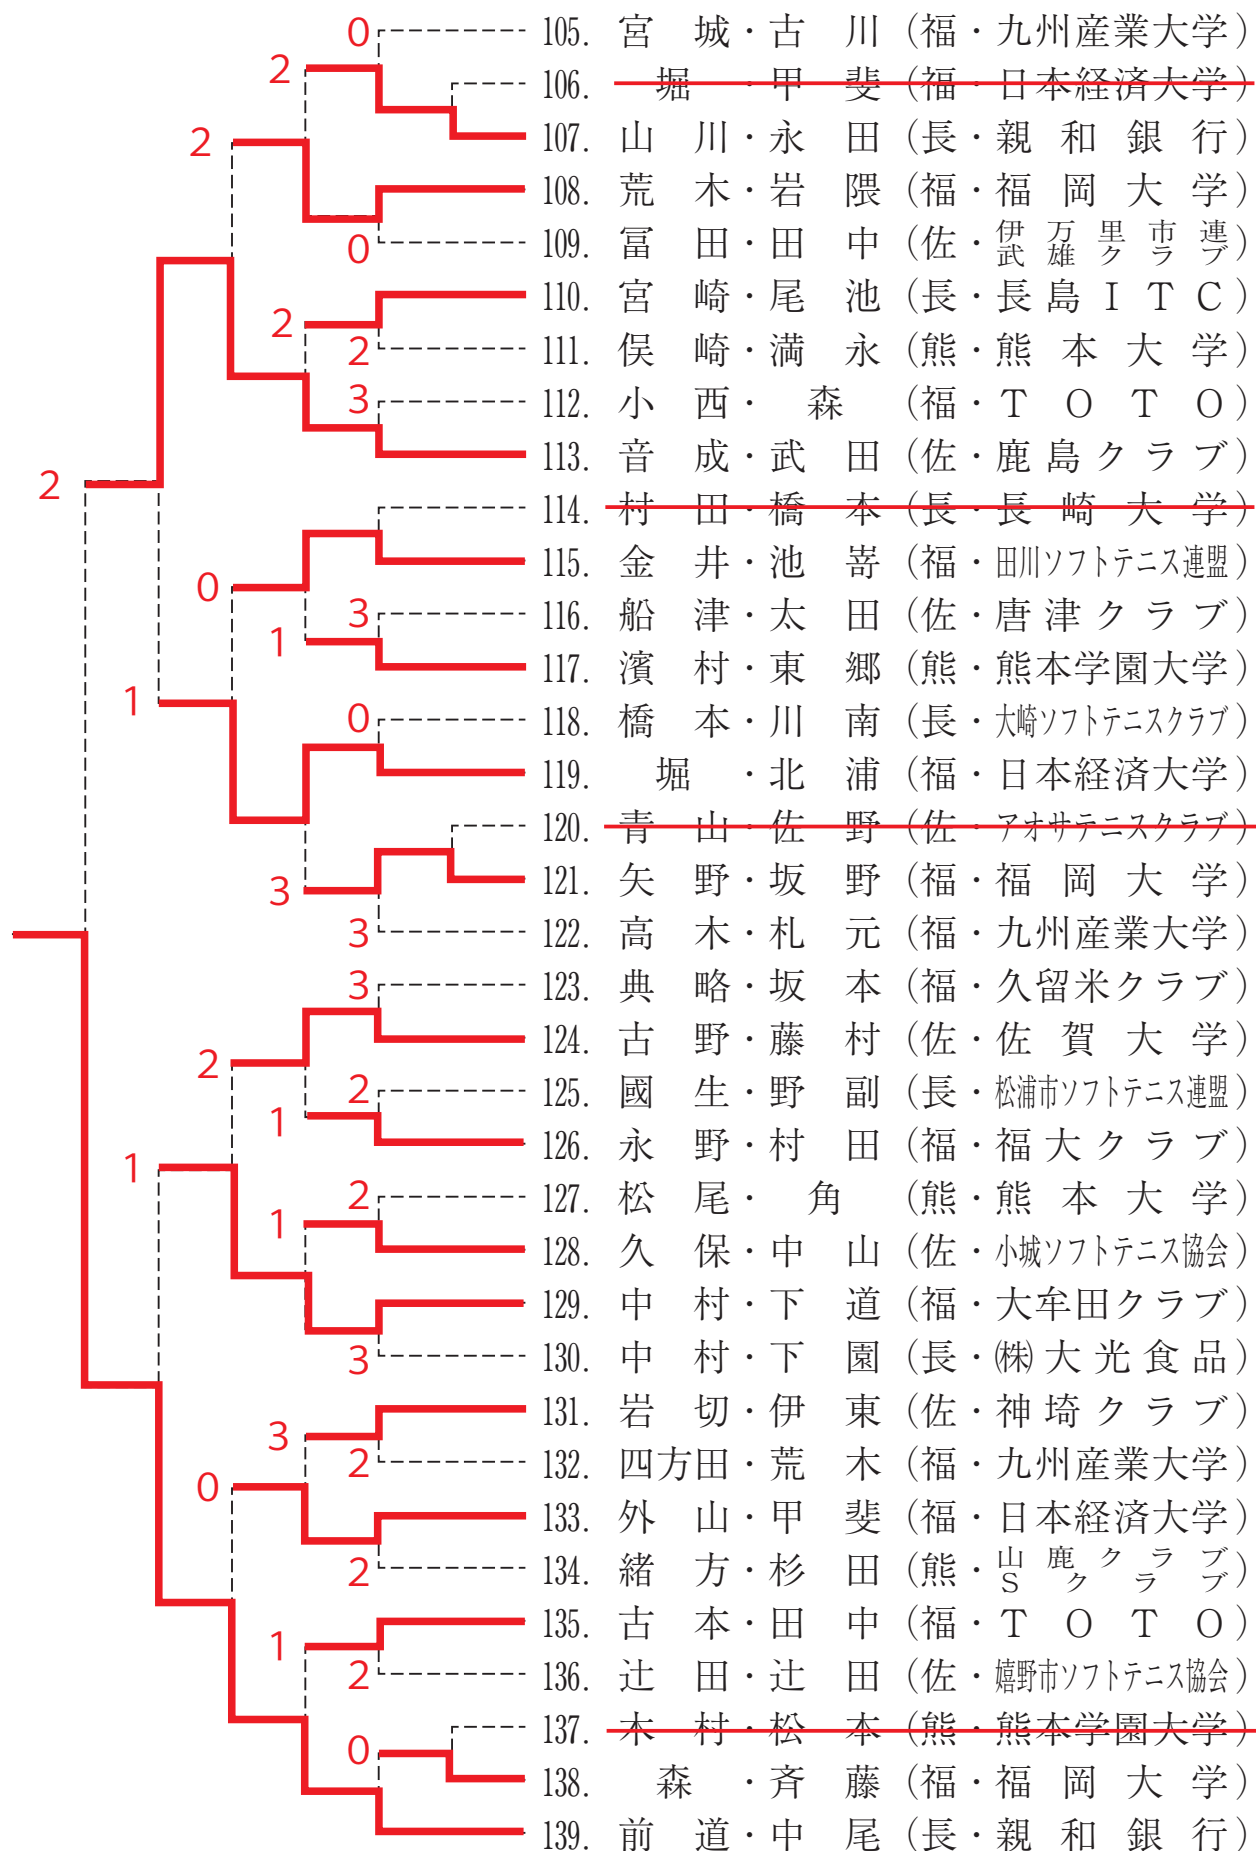 0 105. 宮城・古川（福・九州産業大学）
2 106. 堀・甲斐（福・日本経済大学）
2 107. 山川・永田（長・親和銀行）
108. 荒木・岩隈（福・福岡大学）
0 109. 冨田・田中（佐・伊万里市連武雄クラブ）
2 110. 宮崎・尾池（長・長島ＩＴＣ）
2 111. 俣崎・満永（熊・熊本大学）
3 112. 小西・森（福・ＴＯＴＯ）
113. 音成・武田（佐・鹿島クラブ）
2 114. 村田・橋本（長・長崎大学）
0 115. 金井・池嵜（福・田川ソフトテニス連盟）
3 116. 船津・太田（佐・唐津クラブ）
1 117. 濱村・東郷（熊・熊本学園大学）
1 0 118. 橋本・川南（長・大崎ソフトテニスクラブ）
119. 堀・北浦（福・日本経済大学）
120. 青山・佐野（佐・アオサテニスクラブ）
3 121. 矢野・坂野（福・福岡大学）
3 122. 高木・札元（福・九州産業大学）
3 123. 典略・坂本（福・久留米クラブ）
124. 古野・藤村（佐・佐賀大学）
2 2 125. 國生・野副（長・松浦市ソフトテニス連盟）
1 126. 永野・村田（福・福大クラブ）
1 2 127. 松尾・角（熊・熊本大学）
1 128. 久保・中山（佐・小城ソフトテニス協会）
129. 中村・下道（福・大牟田クラブ）
3 130. 中村・下園（長・㈱大光食品）
131. 岩切・伊東（佐・神埼クラブ）
3 2 132. 四方田・荒木（福・九州産業大学）
0 133. 外山・甲斐（福・日本経済大学）
2 134. 緒方・杉田（熊・山鹿クラブＳクラブ）
135. 古本・田中（福・ＴＯＴＯ）
1 2 136. 辻田・辻田（佐・嬉野市ソフトテニス協会）
137. 木村・松本（熊・熊本学園大学）
0 138. 森・斉藤（福・福岡大学）
139. 前道・中尾（長・親和銀行）